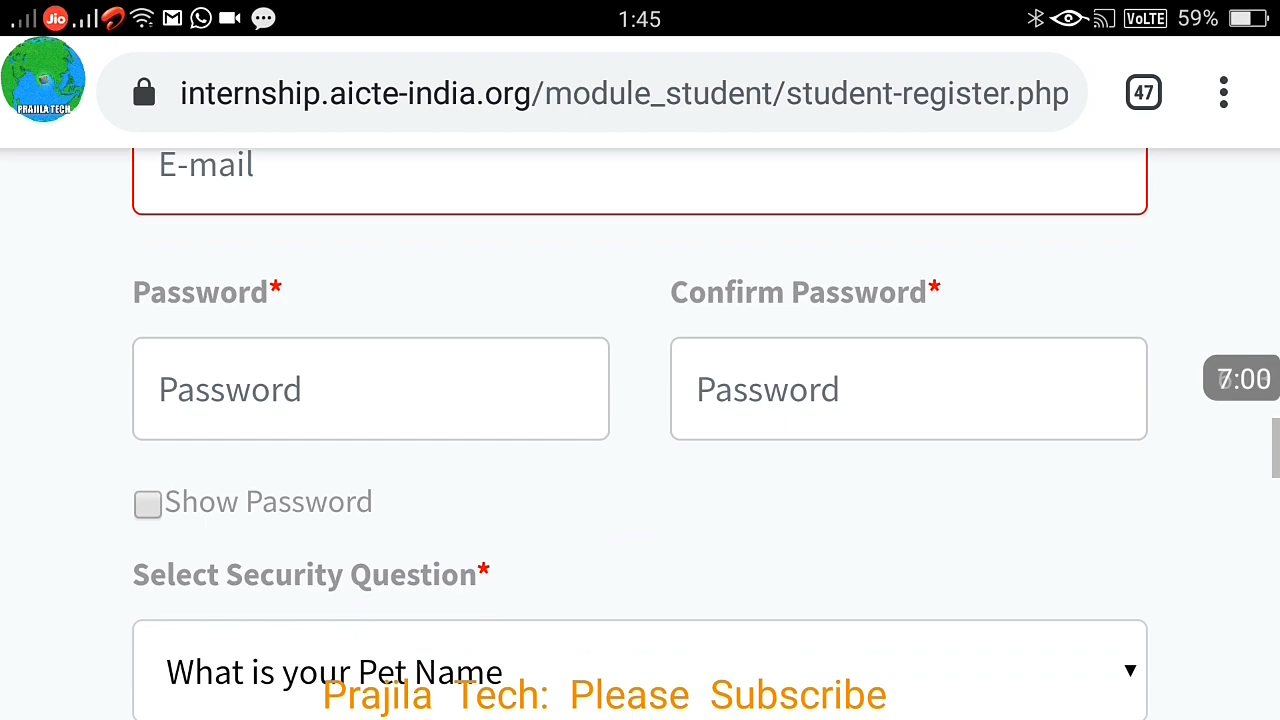 1:45
VoLTE 59%
Jio
PRAJILA TECH
internship.aicte-india.org/module_student/student-register.php
47
E-mail
Password* Confirm Password*
Password Password
7:00
Show Password
Select Security Question*
What is your Pet Name
Prajila Tech: Please Subscribe